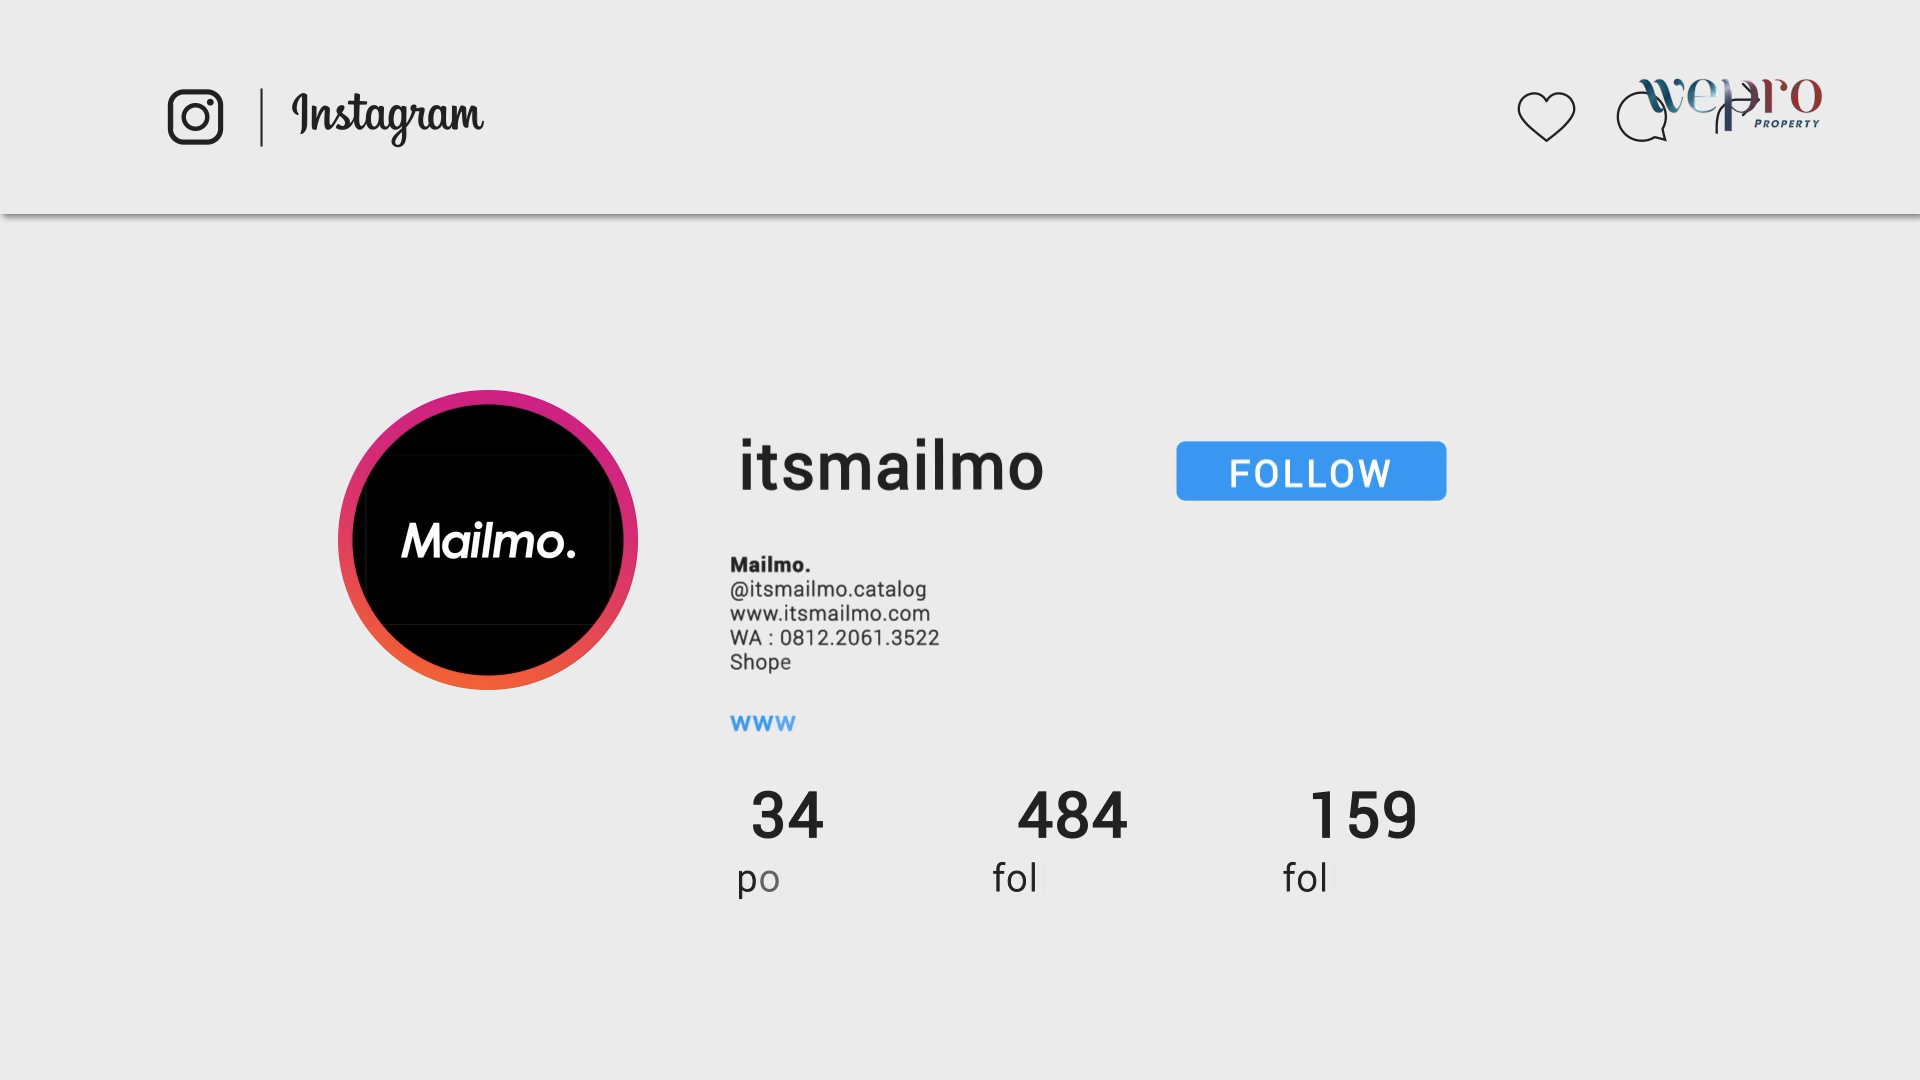 Instagram
wepro
PROPERTY
Mailmo.
itsmailmo
FOLLOW
Mailmo.
@itsmailmo.catalog
www.itsmailmo.com
WA : 0812.2061.3522
Shope
www
34
484
159
po
fol
fol